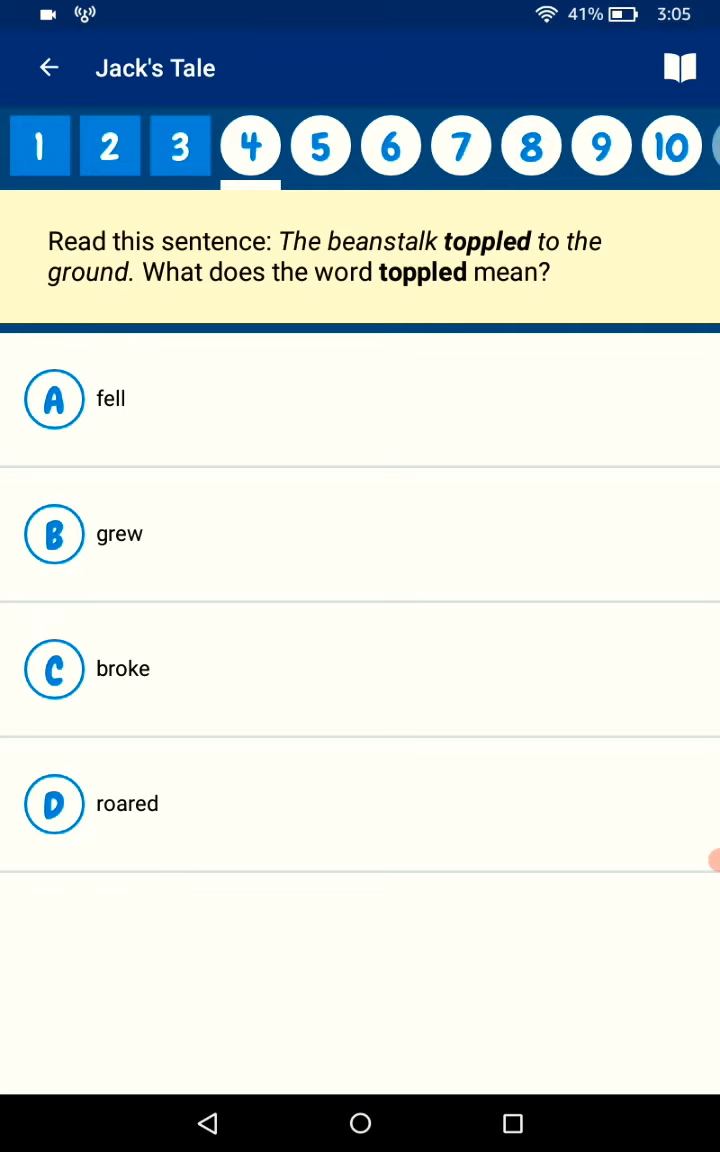 41% 3:05
Jack's Tale
1 2 3 4 5 6 7 8 9 10
Read this sentence: The beanstalk toppled to the
ground. What does the word toppled mean?
A fell
B grew
C broke
D roared